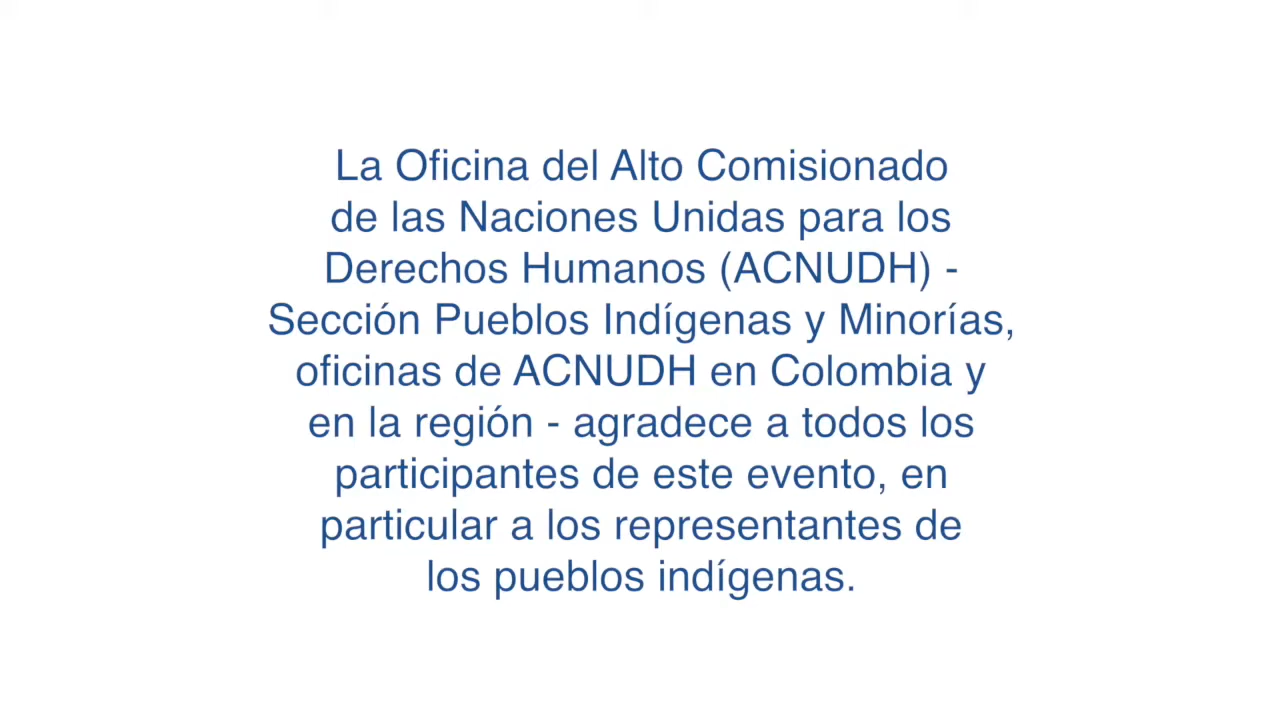 La Oficina del Alto Comisionado
de las Naciones Unidas para los
Derechos Humanos (ACNUDH) -
Sección Pueblos Indígenas y Minorías,
oficinas de ACNUDH en Colombia y
en la región - agradece a todos los
participantes de este evento, en
particular a los representantes de
los pueblos indígenas.